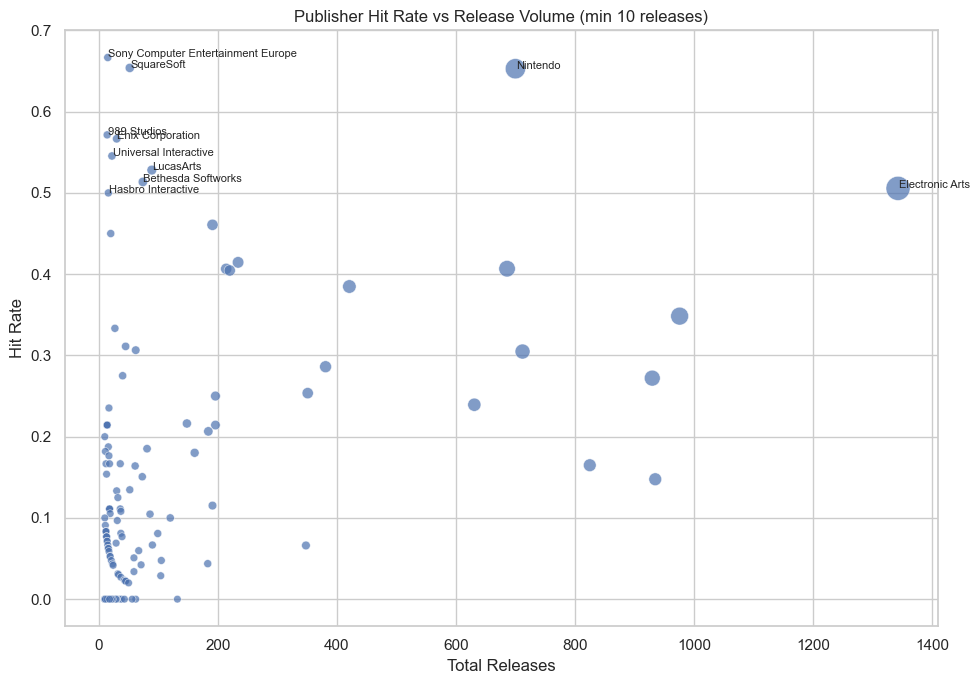 Publisher Hit Rate vs Release Volume (min 10 releases)
0.7
Sony Computer Entertainment Europe
SquareSoft
Nintendo
0.6
989 Studios
Enix Corporation
Universal Interactive
LucasArts
Bethesda Softworks
Electronic Arts
0.5
Hasbro Interactive
0.4
Hit Rate
0.3
0.2
0.1
0.0
0 200 400 600 800 1000 1200 1400
Total Releases